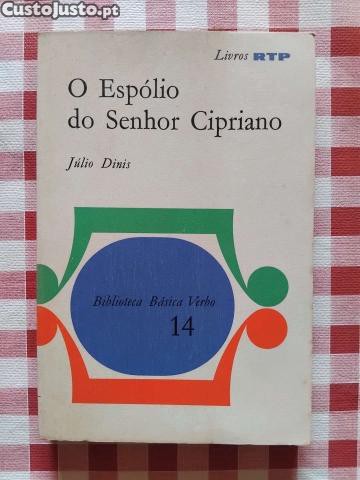 CustoJusto.pt
Livros RTP
O Espólio
do Senhor Cipriano
Júlio Dinis
Biblioteca Básica Verbo
14